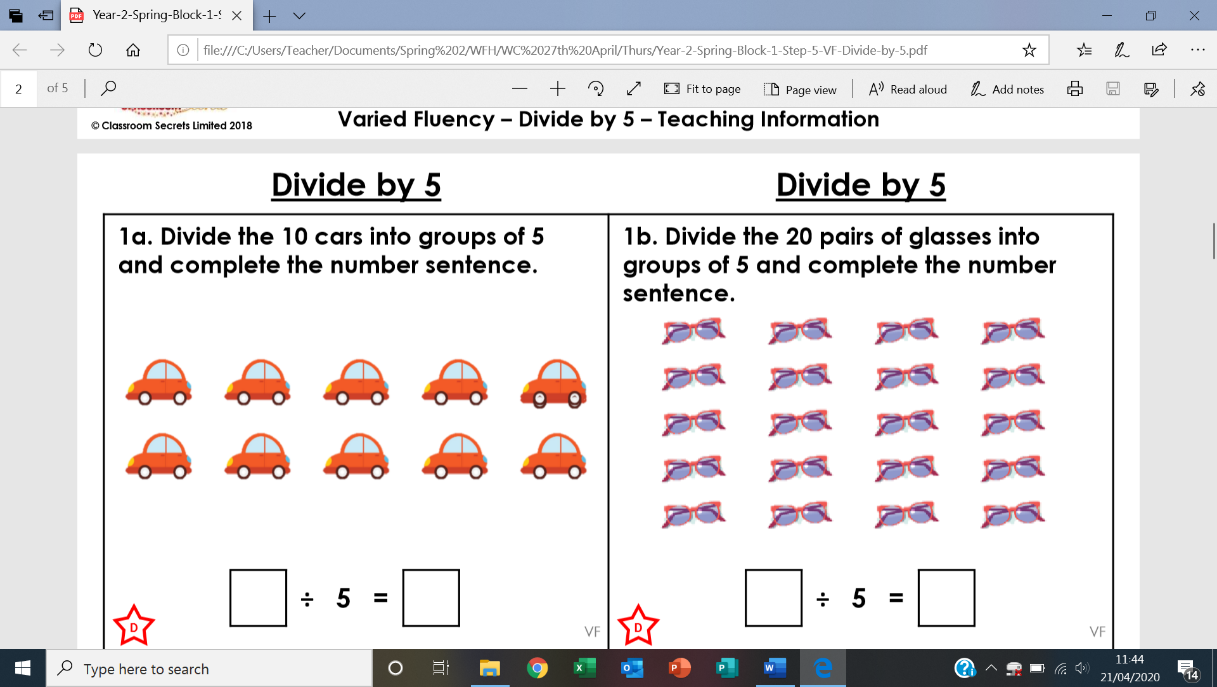 Year-2-Spring-Block-1-S
file:///C:/Users/Teacher/Documents/Spring%202/WFH/WC%2027th%20April/Thurs/Year-2-Spring-Block-1-Step-5-VF-Divide-by-5.pdf
2 of 5
Fit to page
Page view
Read aloud
Add notes
© Classroom Secrets Limited 2018
Varied Fluency – Divide by 5 – Teaching Information
Divide by 5
1a. Divide the 10 cars into groups of 5
and complete the number sentence.
÷ 5 =
D
VF
Divide by 5
1b. Divide the 20 pairs of glasses into
groups of 5 and complete the number
sentence.
÷ 5 =
D
VF
Type here to search
11:44
21/04/2020
14